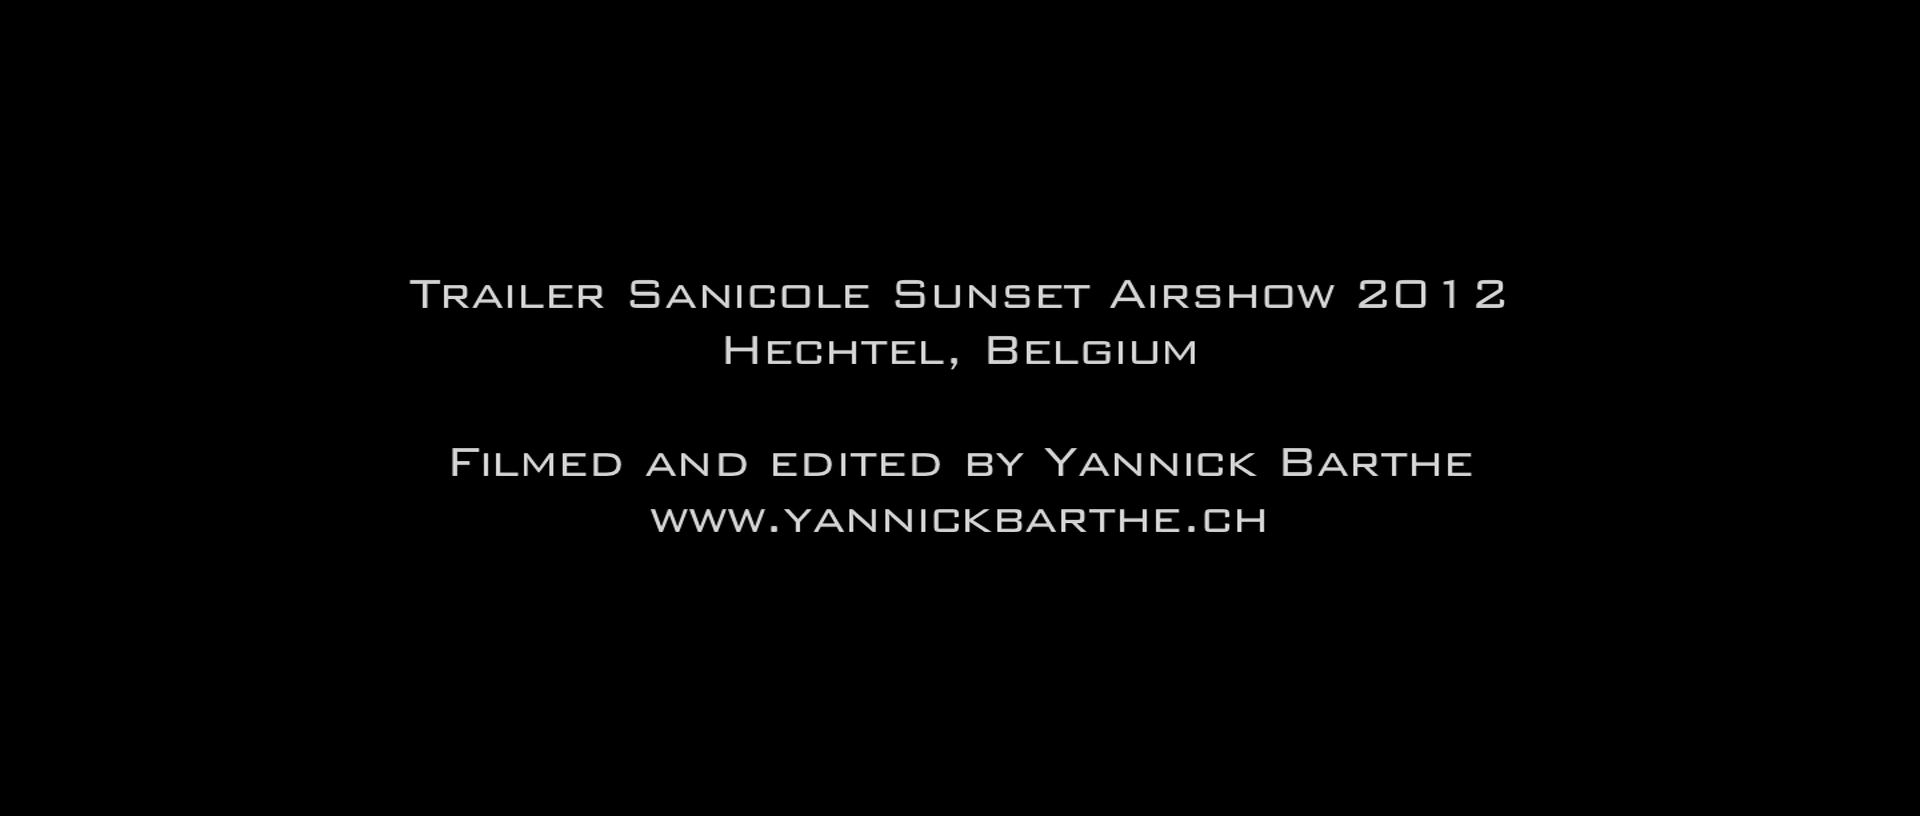 Trailer Sanicole Sunset Airshow 2012
Hechtel, Belgium
Filmed and edited by Yannick Barthe
www.yannickbarthe.ch